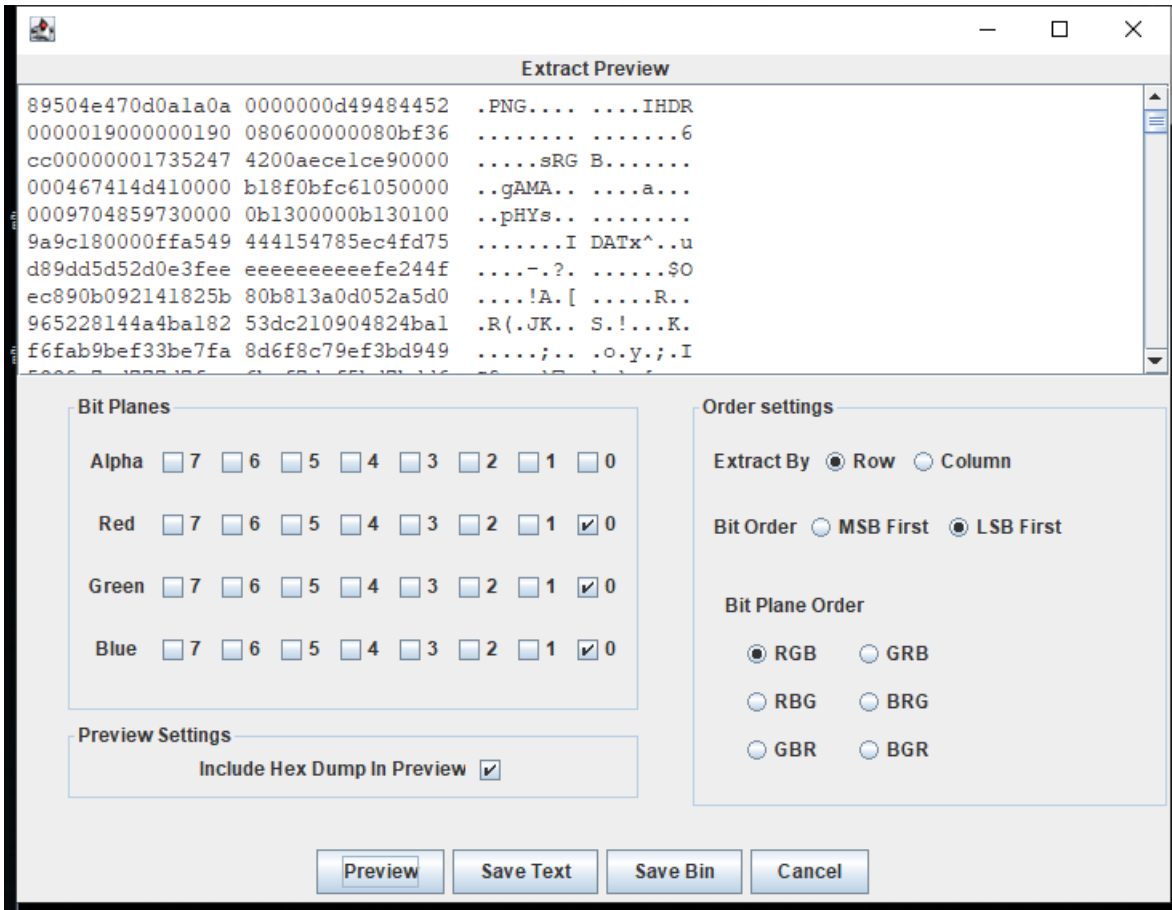 Extract Preview
89504e470d0a1a0a 0000000d49484452 .PNG.... ....IHDR
0000019000000190 080600000080bf36 ........ .......6
cc00000001735247 4200aece1ce90000 .....sRG B.......
000467414d410000 b18f0bfc61050000 ..gAMA.. ....a...
0009704859730000 0b1300000b130100 ..pHYs.. ........
9a9c180000ffa549 444154785ec4fd75 .......I DATx^..u
d89dd5d52d0e3fee eeeeeeeeeefe244f ....-.?. ......$O
ec890b092141825b 80b813a0d052a5d0 ....!A.[ .....R..
965228144a4ba182 53dc210904824ba1 .R(.JK.. S.!...K.
f6fab9bef33be7fa 8d6f8c79ef3bd949 .....;.. .o.y.;.I
Bit Planes
Alpha 7 6 5 4 3 2 1 0
Red 7 6 5 4 3 2 1 0
Green 7 6 5 4 3 2 1 0
Blue 7 6 5 4 3 2 1 0
Preview Settings
Include Hex Dump In Preview
Order settings
Extract By Row Column
Bit Order MSB First LSB First
Bit Plane Order
RGB GRB
RBG BRG
GBR BGR
Preview Save Text Save Bin Cancel